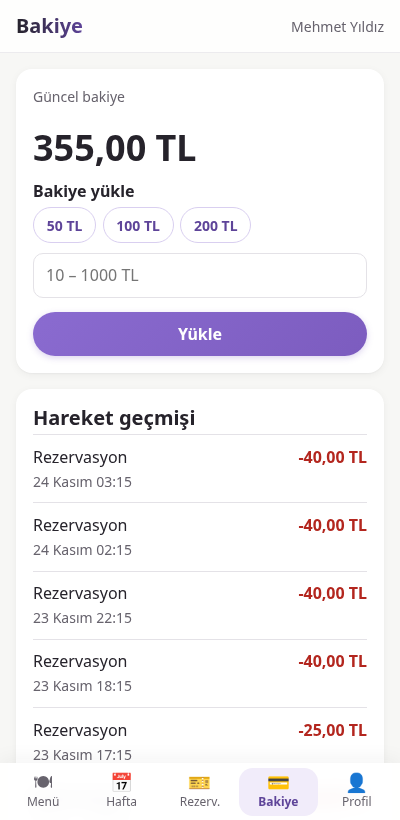 Bakiye
Mehmet Yıldız
Güncel bakiye
355,00 TL
Bakiye yükle
50 TL
100 TL
200 TL
10 – 1000 TL
Yükle
Hareket geçmişi
Rezervasyon
-40,00 TL
24 Kasım 03:15
Rezervasyon
-40,00 TL
24 Kasım 02:15
Rezervasyon
-40,00 TL
23 Kasım 22:15
Rezervasyon
-40,00 TL
23 Kasım 18:15
Rezervasyon
-25,00 TL
23 Kasım 17:15
Menü
Hafta
Rezerv.
Bakiye
Profil